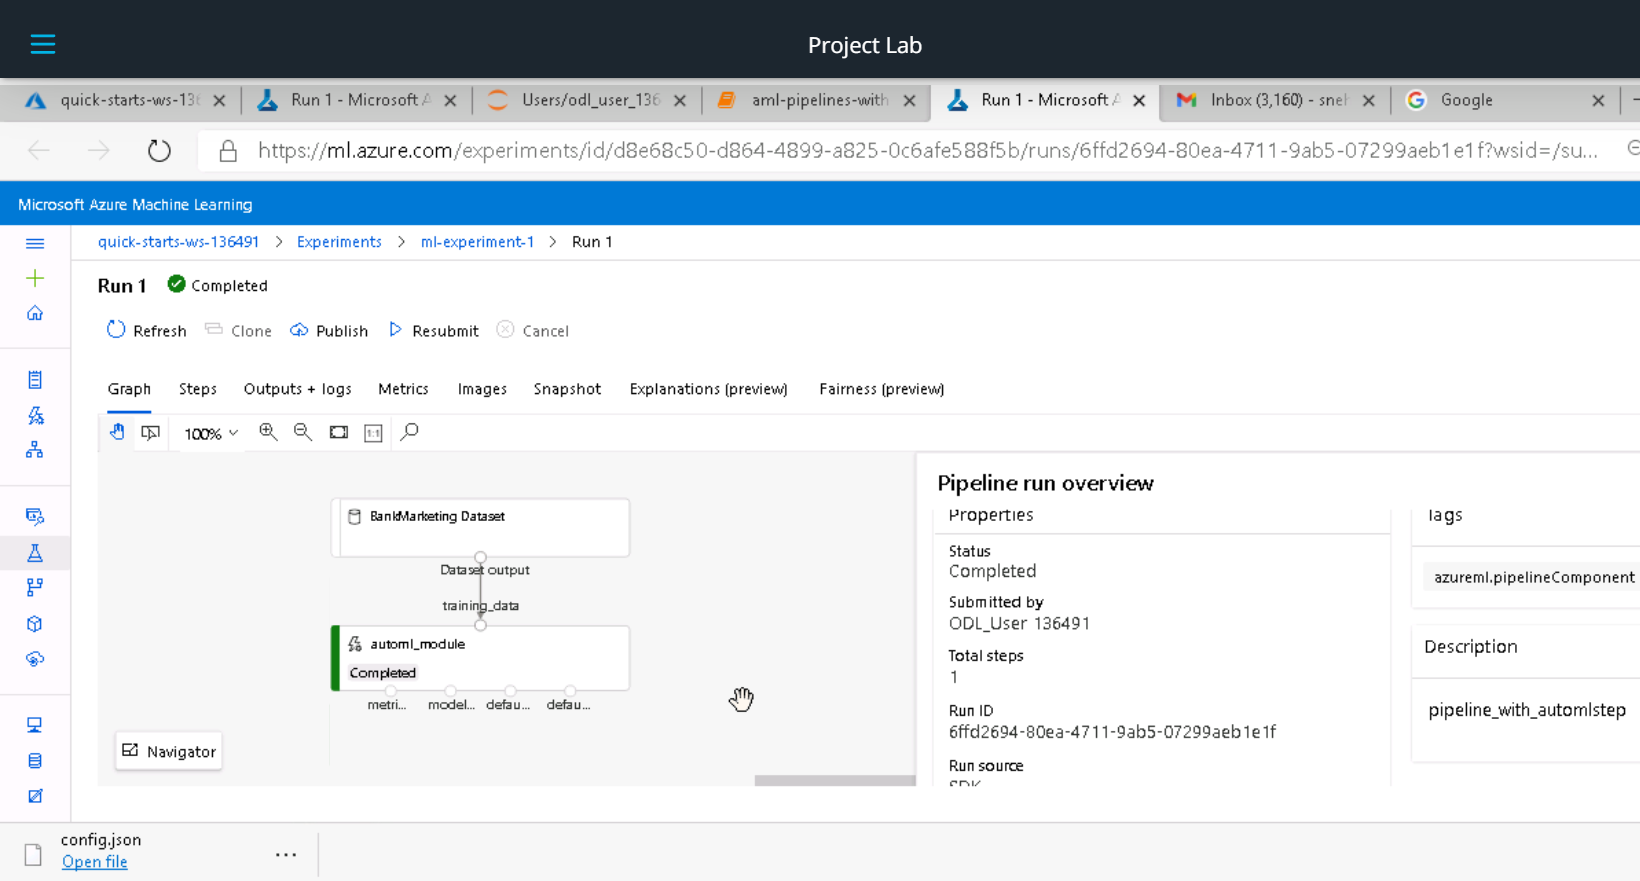 Project Lab
quick-starts-ws-136
Run 1 - Microsoft A
Users/odl_user_136
aml-pipelines-with
Run 1 - Microsoft A
Inbox (3,160) - sneh
Google
https://ml.azure.com/experiments/id/d8e68c50-d864-4899-a825-0c6afe588f5b/runs/6ffd2694-80ea-4711-9ab5-07299aeb1e1f?wsid=/su...
Microsoft Azure Machine Learning
quick-starts-ws-136491 > Experiments > ml-experiment-1 > Run 1
Run 1 Completed
Refresh Clone Publish Resubmit Cancel
Graph Steps Outputs + logs Metrics Images Snapshot Explanations (preview) Fairness (preview)
100% 1:1
BankMarketing Dataset
Dataset output
training_data
automl_module
Completed
metri... model... defau... defau...
Navigator
Pipeline run overview
Properties
Status
Completed
Submitted by
ODL_User 136491
Total steps
1
Run ID
6ffd2694-80ea-4711-9ab5-07299aeb1e1f
Run source
SDK
Tags
azureml.pipelineComponent
Description
pipeline_with_automlstep
config.json
Open file
...